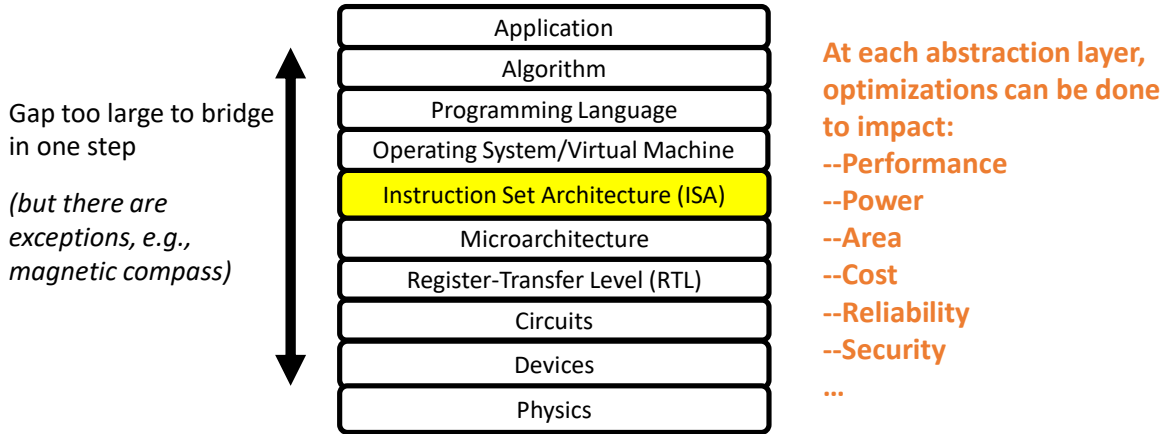 Gap too large to bridge
in one step
(but there are
exceptions, e.g.,
magnetic compass)
Application
Algorithm
Programming Language
Operating System/Virtual Machine
Instruction Set Architecture (ISA)
Microarchitecture
Register-Transfer Level (RTL)
Circuits
Devices
Physics
At each abstraction layer,
optimizations can be done
to impact:
--Performance
--Power
--Area
--Cost
--Reliability
--Security
…